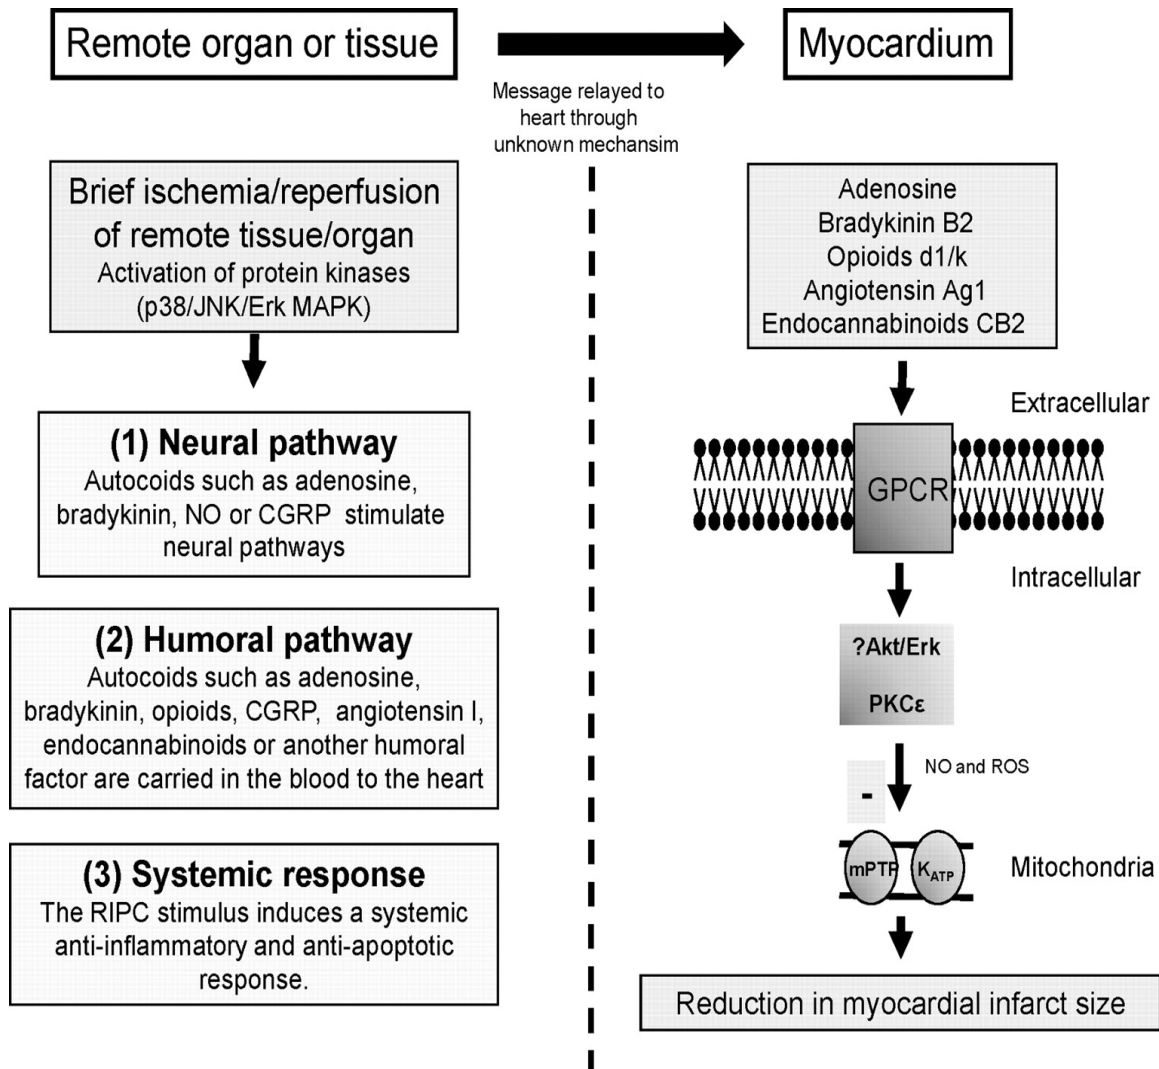 Remote organ or tissue
Myocardium
Message relayed to
heart through
unknown mechansim
Brief ischemia/reperfusion
of remote tissue/organ
Activation of protein kinases
(p38/JNK/Erk MAPK)
(1) Neural pathway
Autocoids such as adenosine,
bradykinin, NO or CGRP stimulate
neural pathways
(2) Humoral pathway
Autocoids such as adenosine,
bradykinin, opioids, CGRP, angiotensin I,
endocannabinoids or another humoral
factor are carried in the blood to the heart
(3) Systemic response
The RIPC stimulus induces a systemic
anti-inflammatory and anti-apoptotic
response.
Adenosine
Bradykinin B2
Opioids d1/k
Angiotensin Ag1
Endocannabinoids CB2
Extracellular
GPCR
Intracellular
?Akt/Erk
PKCε
NO and ROS
-
mPTP
K_ATP
Mitochondria
Reduction in myocardial infarct size